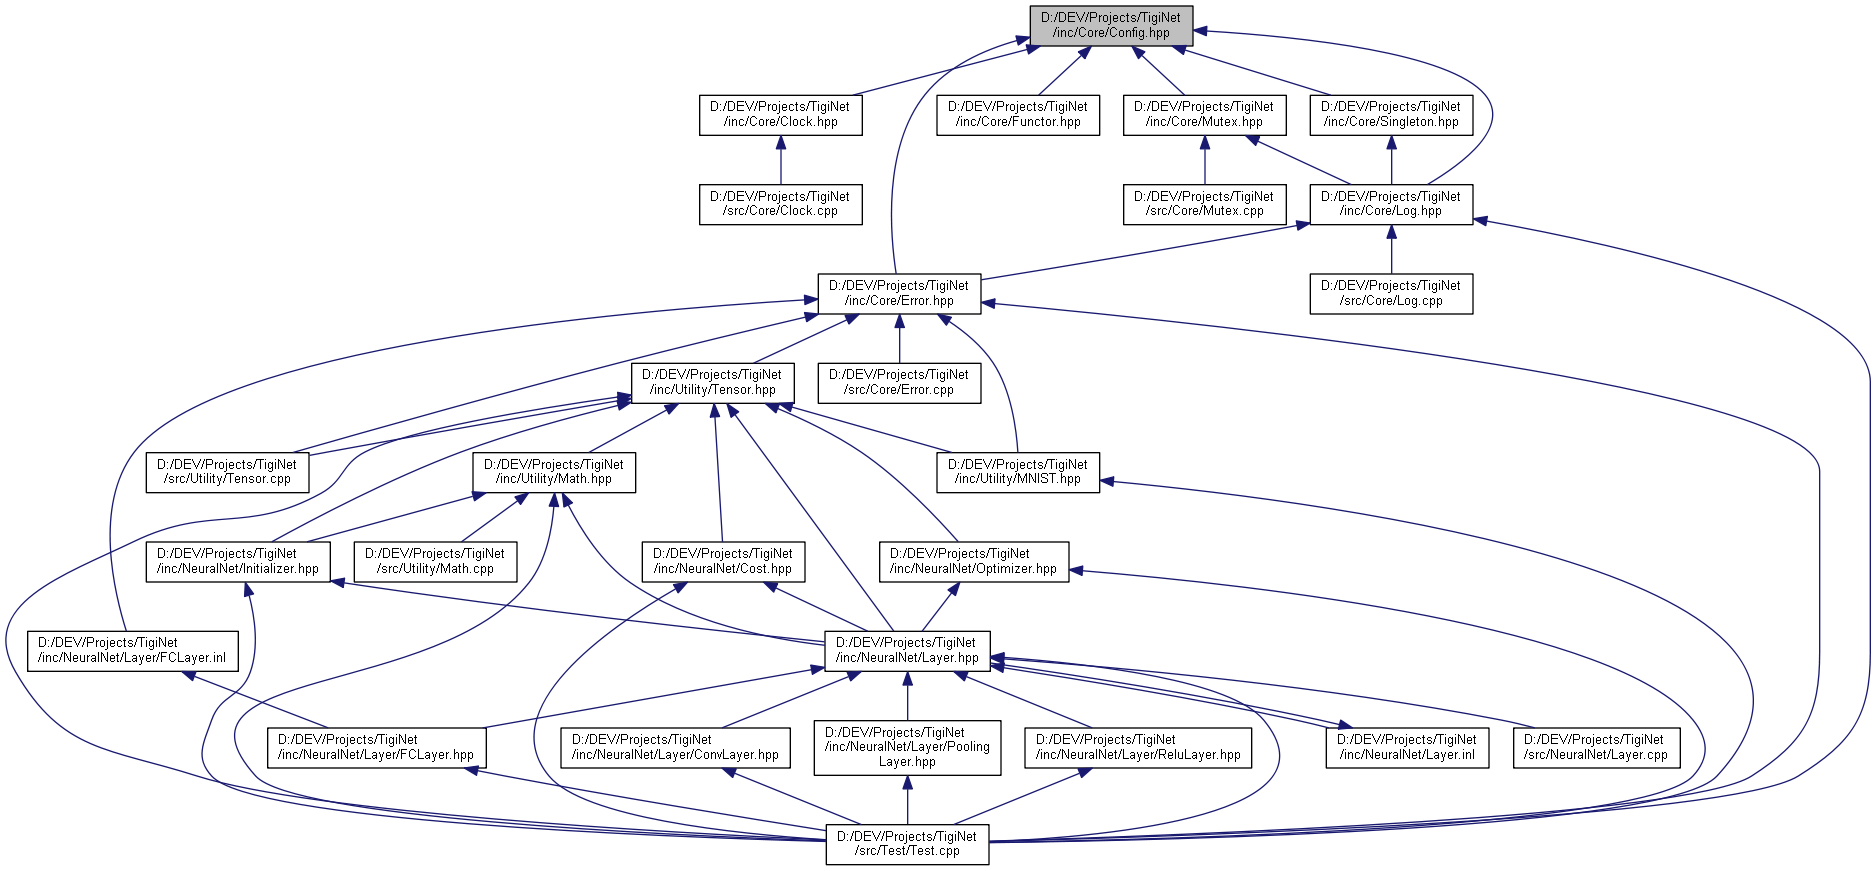 D:/DEV/Projects/TigiNet
/inc/Core/Config.hpp
D:/DEV/Projects/TigiNet
/inc/Core/Clock.hpp
D:/DEV/Projects/TigiNet
/inc/Core/Functor.hpp
D:/DEV/Projects/TigiNet
/inc/Core/Mutex.hpp
D:/DEV/Projects/TigiNet
/inc/Core/Singleton.hpp
D:/DEV/Projects/TigiNet
/src/Core/Clock.cpp
D:/DEV/Projects/TigiNet
/src/Core/Mutex.cpp
D:/DEV/Projects/TigiNet
/inc/Core/Log.hpp
D:/DEV/Projects/TigiNet
/inc/Core/Error.hpp
D:/DEV/Projects/TigiNet
/src/Core/Log.cpp
D:/DEV/Projects/TigiNet
/inc/Utility/Tensor.hpp
D:/DEV/Projects/TigiNet
/src/Core/Error.cpp
D:/DEV/Projects/TigiNet
/src/Utility/Tensor.cpp
D:/DEV/Projects/TigiNet
/inc/Utility/Math.hpp
D:/DEV/Projects/TigiNet
/inc/Utility/MNIST.hpp
D:/DEV/Projects/TigiNet
/inc/NeuralNet/Initializer.hpp
D:/DEV/Projects/TigiNet
/src/Utility/Math.cpp
D:/DEV/Projects/TigiNet
/inc/NeuralNet/Cost.hpp
D:/DEV/Projects/TigiNet
/inc/NeuralNet/Optimizer.hpp
D:/DEV/Projects/TigiNet
/inc/NeuralNet/Layer/FCLayer.inl
D:/DEV/Projects/TigiNet
/inc/NeuralNet/Layer.hpp
D:/DEV/Projects/TigiNet
/inc/NeuralNet/Layer/FCLayer.hpp
D:/DEV/Projects/TigiNet
/inc/NeuralNet/Layer/ConvLayer.hpp
D:/DEV/Projects/TigiNet
/inc/NeuralNet/Layer/Pooling
Layer.hpp
D:/DEV/Projects/TigiNet
/inc/NeuralNet/Layer/ReluLayer.hpp
D:/DEV/Projects/TigiNet
/inc/NeuralNet/Layer.inl
D:/DEV/Projects/TigiNet
/src/NeuralNet/Layer.cpp
D:/DEV/Projects/TigiNet
/src/Test/Test.cpp